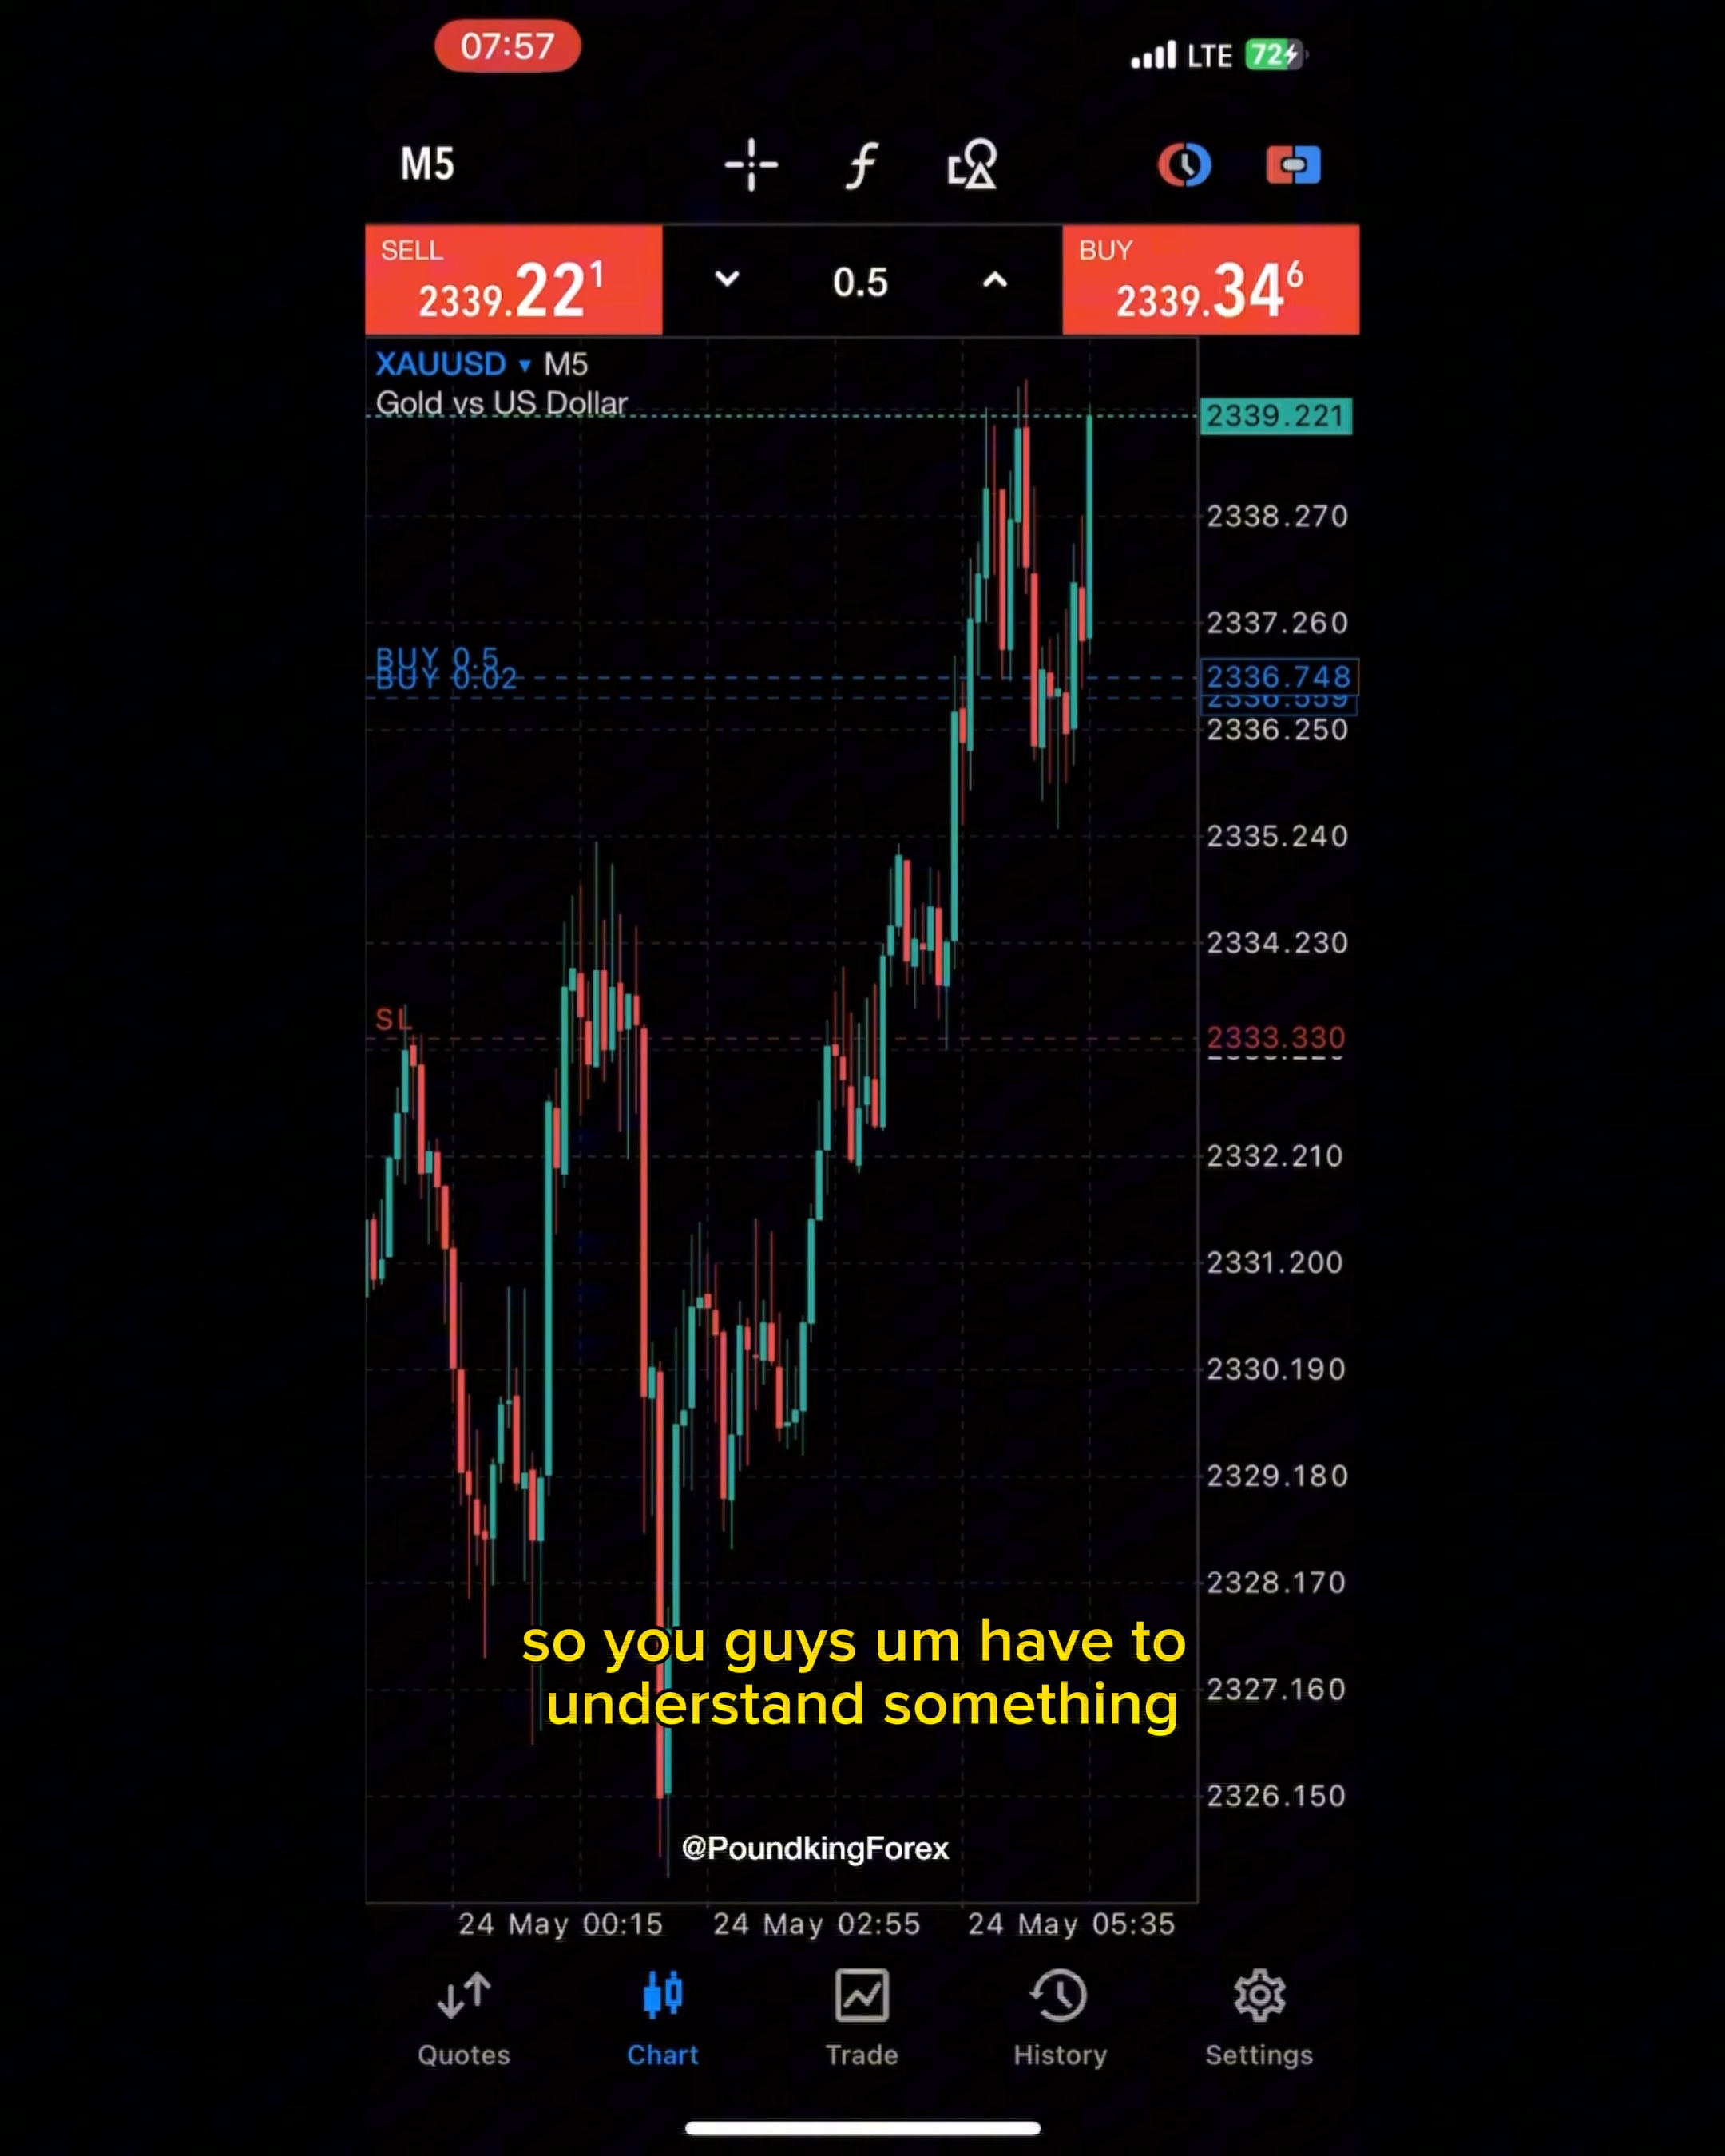 07:57
LTE 72
M5
SELL
2339.22¹
0.5
BUY
2339.34⁶
XAUUSD ▾ M5
Gold vs US Dollar
2339.221
2338.270
2337.260
BUY 0.5
BUY 0.02
2336.748
2336.559
2336.250
2335.240
2334.230
SL
2333.330
2332.210
2331.200
2330.190
2329.180
2328.170
so you guys um have to
understand something
2327.160
2326.150
@PoundkingForex
24 May 00:15 24 May 02:55 24 May 05:35
Quotes Chart Trade History Settings